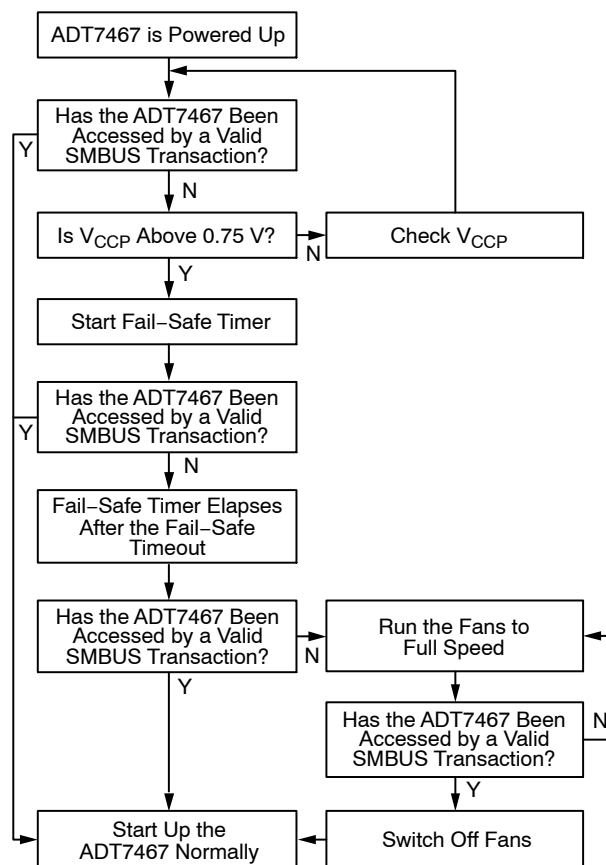 ADT7467 is Powered Up
Has the ADT7467 Been
Accessed by a Valid
SMBUS Transaction?
Y
N
Is VCCP Above 0.75 V?
N
Check VCCP
Y
Start Fail−Safe Timer
Has the ADT7467 Been
Accessed by a Valid
SMBUS Transaction?
Y
N
Fail−Safe Timer Elapses
After the Fail−Safe
Timeout
Has the ADT7467 Been
Accessed by a Valid
SMBUS Transaction?
N
Y
Run the Fans to
Full Speed
Has the ADT7467 Been
Accessed by a Valid
SMBUS Transaction?
N
Y
Start Up the
ADT7467 Normally
Switch Off Fans